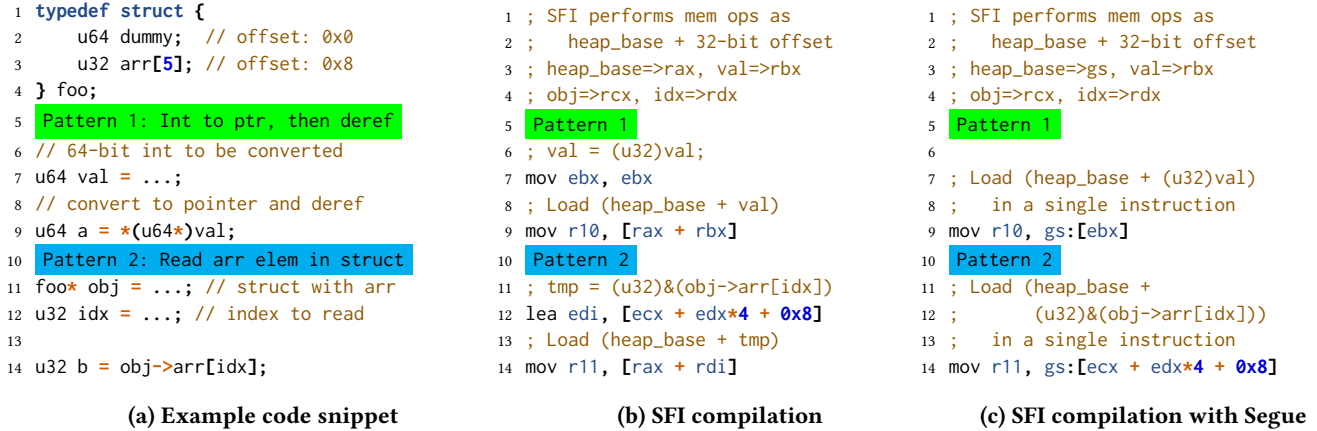 1 typedef struct {
2 u64 dummy; // offset: 0x0
3 u32 arr[5]; // offset: 0x8
4 } foo;
5 Pattern 1: Int to ptr, then deref
6 // 64-bit int to be converted
7 u64 val = ...;
8 // convert to pointer and deref
9 u64 a = *(u64*)val;
10 Pattern 2: Read arr elem in struct
11 foo* obj = ...; // struct with arr
12 u32 idx = ...; // index to read
13
14 u32 b = obj->arr[idx];
(a) Example code snippet
1 ; SFI performs mem ops as
2 ; heap_base + 32-bit offset
3 ; heap_base=>rax, val=>rbx
4 ; obj=>rcx, idx=>rdx
5 Pattern 1
6 ; val = (u32)val;
7 mov ebx, ebx
8 ; Load (heap_base + val)
9 mov r10, [rax + rbx]
10 Pattern 2
11 ; tmp = (u32)&(obj->arr[idx])
12 lea edi, [ecx + edx*4 + 0x8]
13 ; Load (heap_base + tmp)
14 mov r11, [rax + rdi]
(b) SFI compilation
1 ; SFI performs mem ops as
2 ; heap_base + 32-bit offset
3 ; heap_base=>gs, val=>rbx
4 ; obj=>rcx, idx=>rdx
5 Pattern 1
6
7 ; Load (heap_base + (u32)val)
8 ; in a single instruction
9 mov r10, gs:[ebx]
10 Pattern 2
11 ; Load (heap_base +
12 ; (u32)&(obj->arr[idx]))
13 ; in a single instruction
14 mov r11, gs:[ecx + edx*4 + 0x8]
(c) SFI compilation with Segue